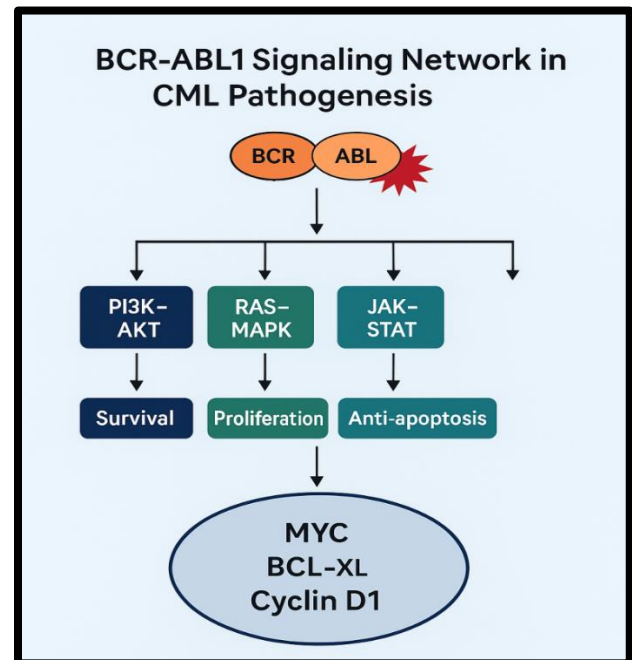 BCR-ABL1 Signaling Network in
CML Pathogenesis
BCR ABL
PI3K–
AKT
RAS–
MAPK
JAK–
STAT
Survival
Proliferation
Anti-apoptosis
MYC
BCL-XL
Cyclin D1